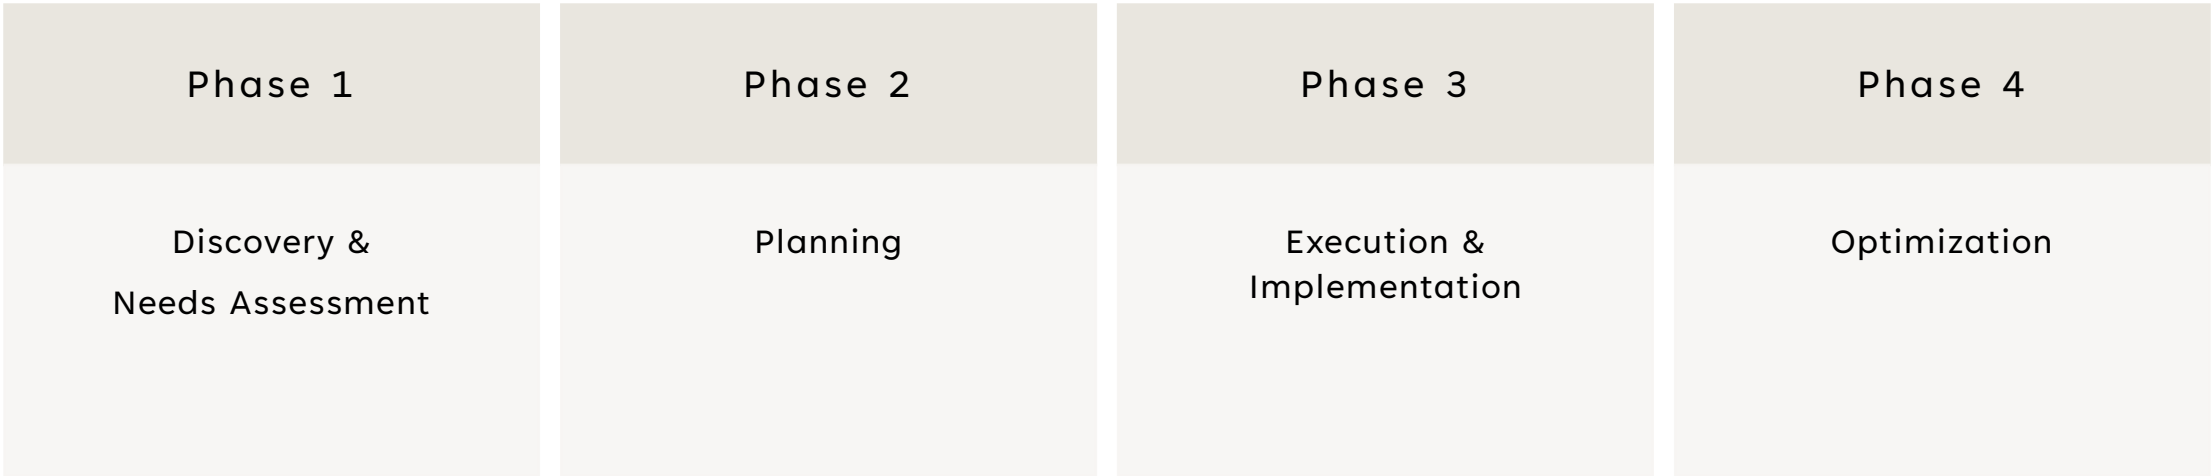 Phase 1
Discovery &
Needs Assessment
Phase 2
Planning
Phase 3
Execution &
Implementation
Phase 4
Optimization